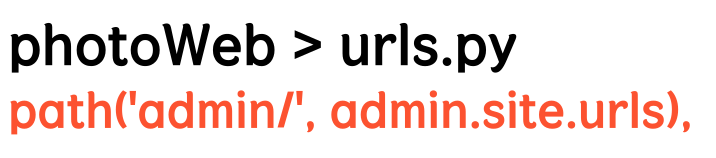 photoWeb > urls.py
path('admin/', admin.site.urls),